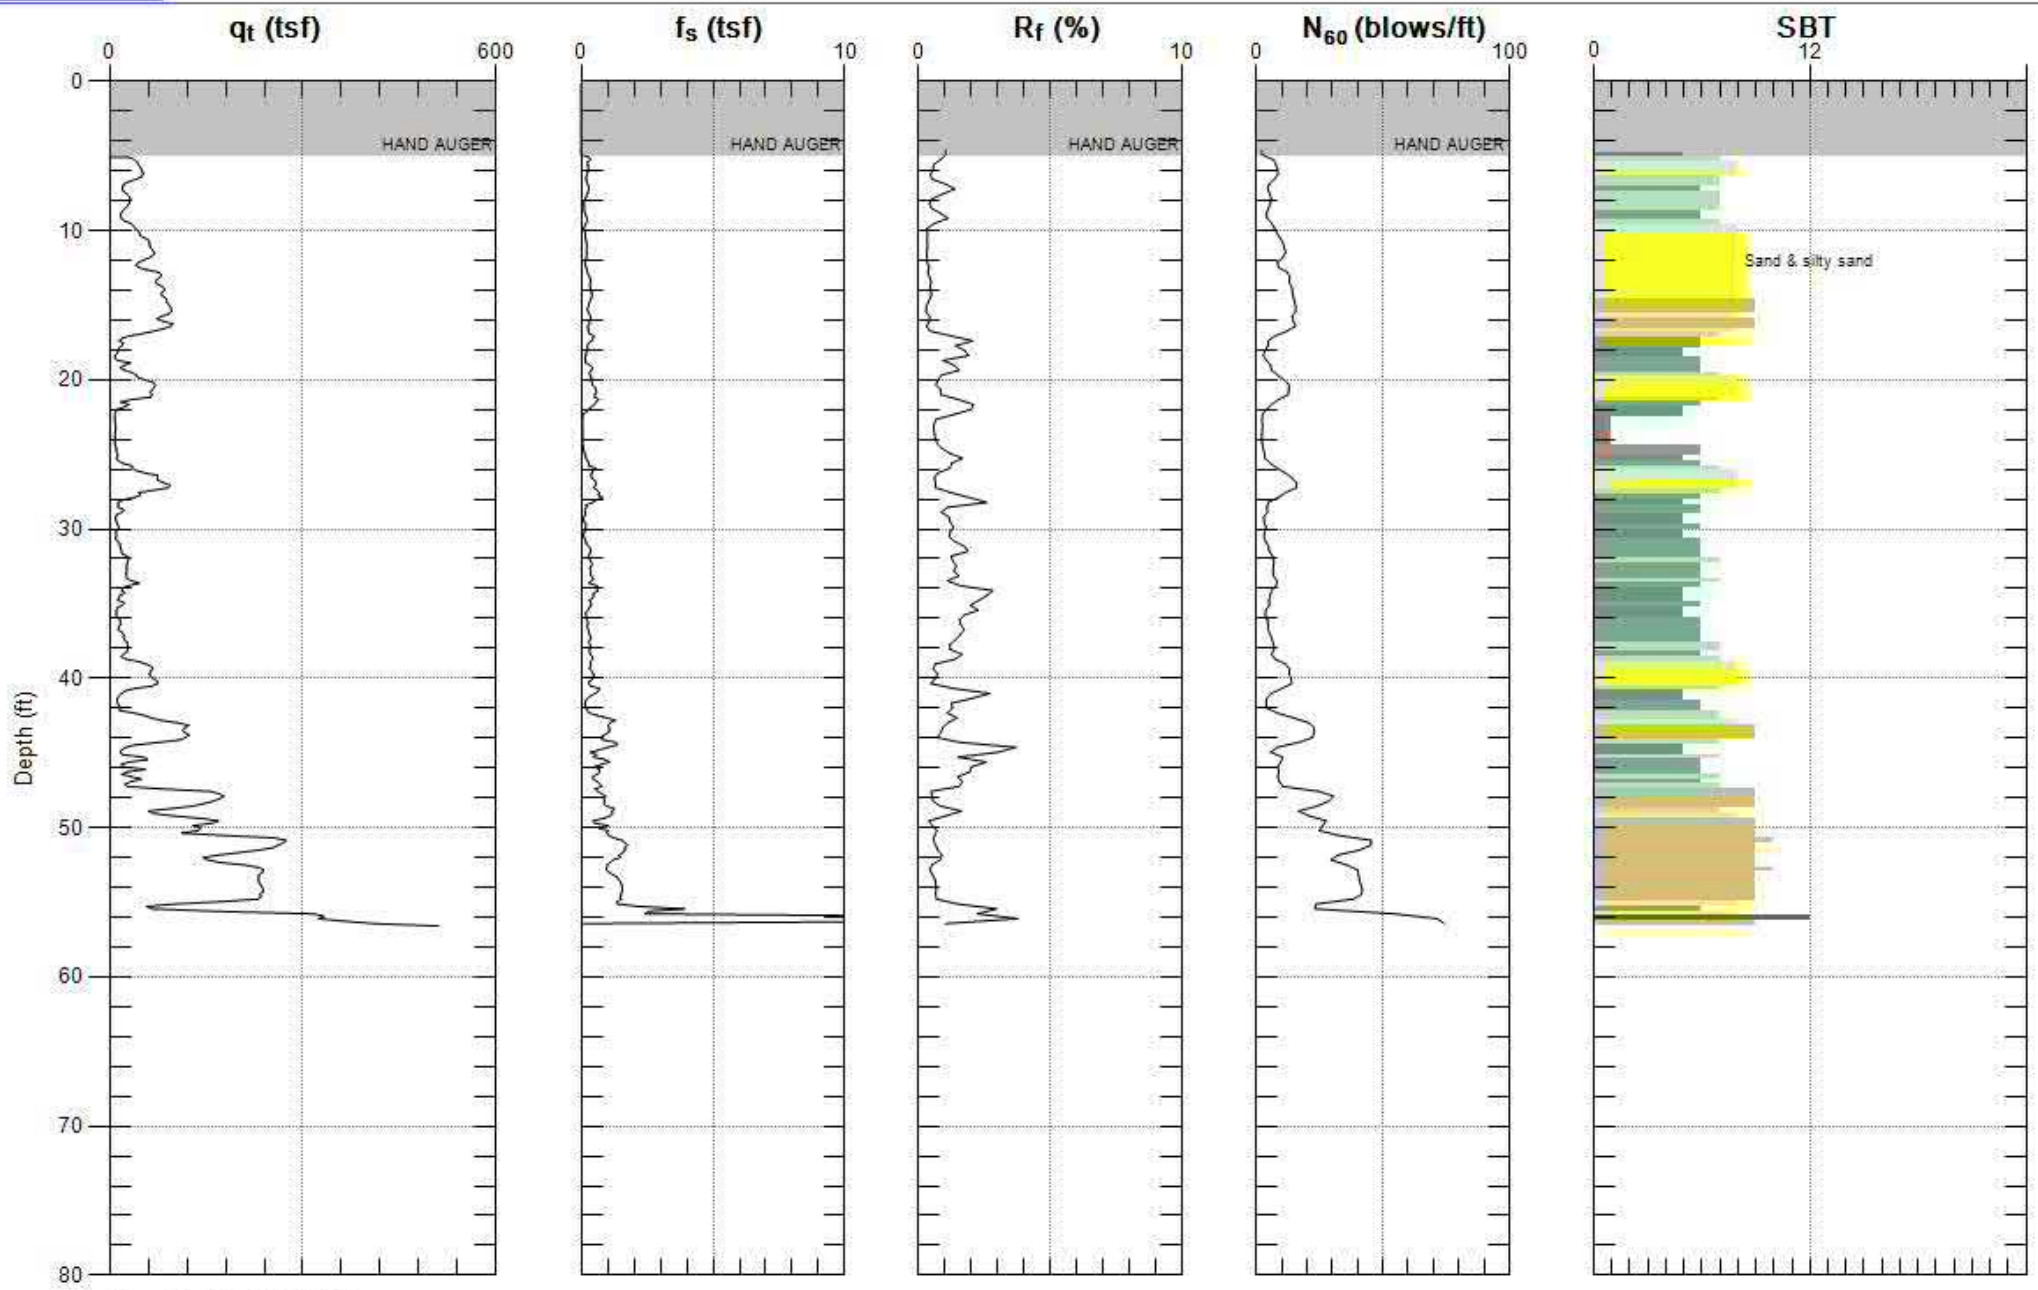 qt (tsf) fs (tsf) Rf (%) N60 (blows/ft) SBT
0 600 0 10 0 10 0 100 0 12
0
HAND AUGER HAND AUGER HAND AUGER HAND AUGER
10
Sand & silty sand
20
30
40
Depth (ft)
50
60
70
80